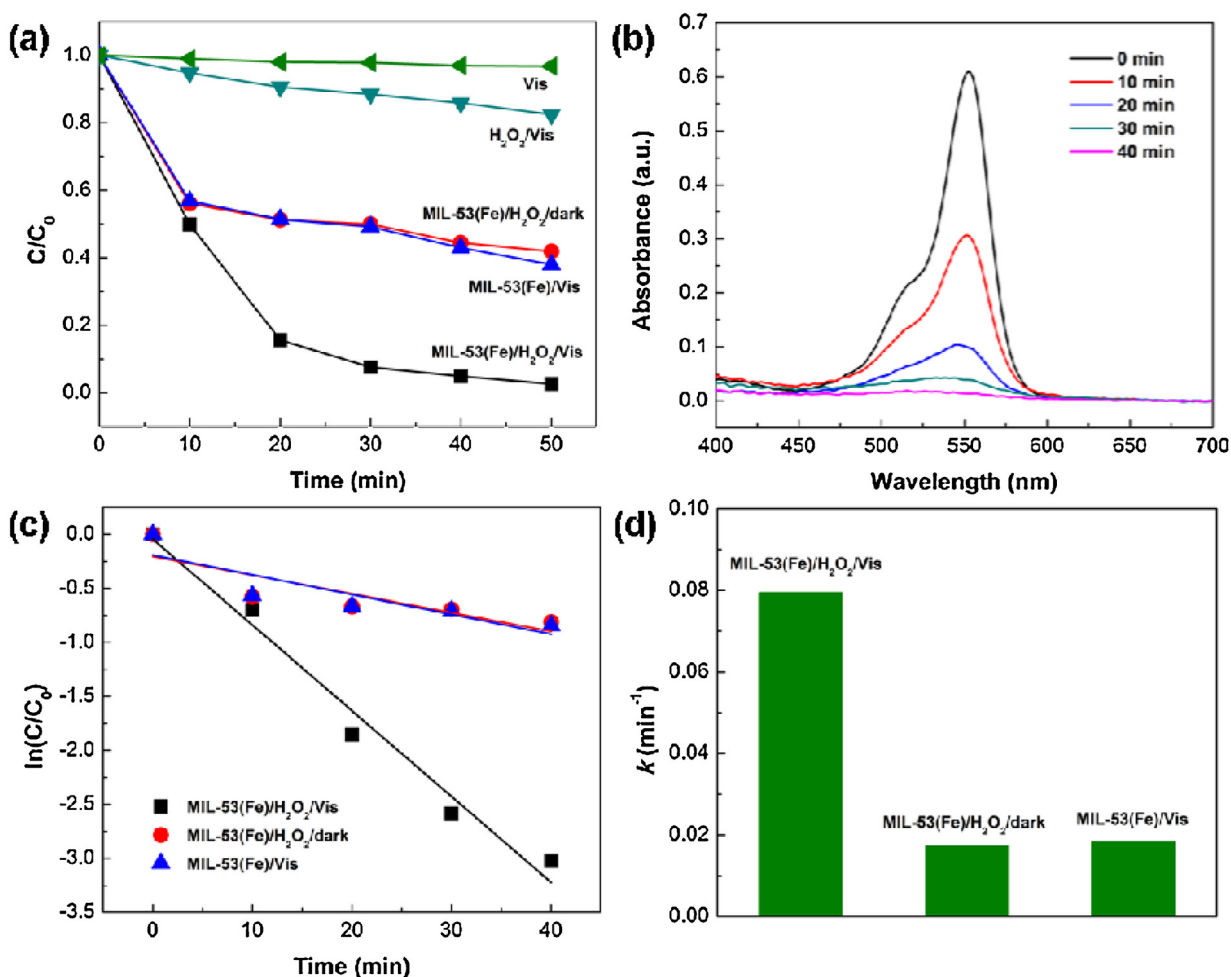 (a)
1.0
0.8
0.6
0.4
0.2
0.0
C/C₀
Vis
H₂O₂/Vis
MIL-53(Fe)/H₂O₂/dark
MIL-53(Fe)/Vis
MIL-53(Fe)/H₂O₂/Vis
0 10 20 30 40 50
Time (min)
(b)
0.7
0.6
0.5
0.4
0.3
0.2
0.1
0.0
Absorbance (a.u.)
0 min
10 min
20 min
30 min
40 min
400 450 500 550 600 650 700
Wavelength (nm)
(c)
0.0
-0.5
-1.0
-1.5
-2.0
-2.5
-3.0
-3.5
ln(C/C₀)
MIL-53(Fe)/H₂O₂/Vis
MIL-53(Fe)/H₂O₂/dark
MIL-53(Fe)/Vis
0 10 20 30 40
Time (min)
(d)
0.10
0.08
0.06
0.04
0.02
0.00
k (min⁻¹)
MIL-53(Fe)/H₂O₂/Vis
MIL-53(Fe)/H₂O₂/dark
MIL-53(Fe)/Vis